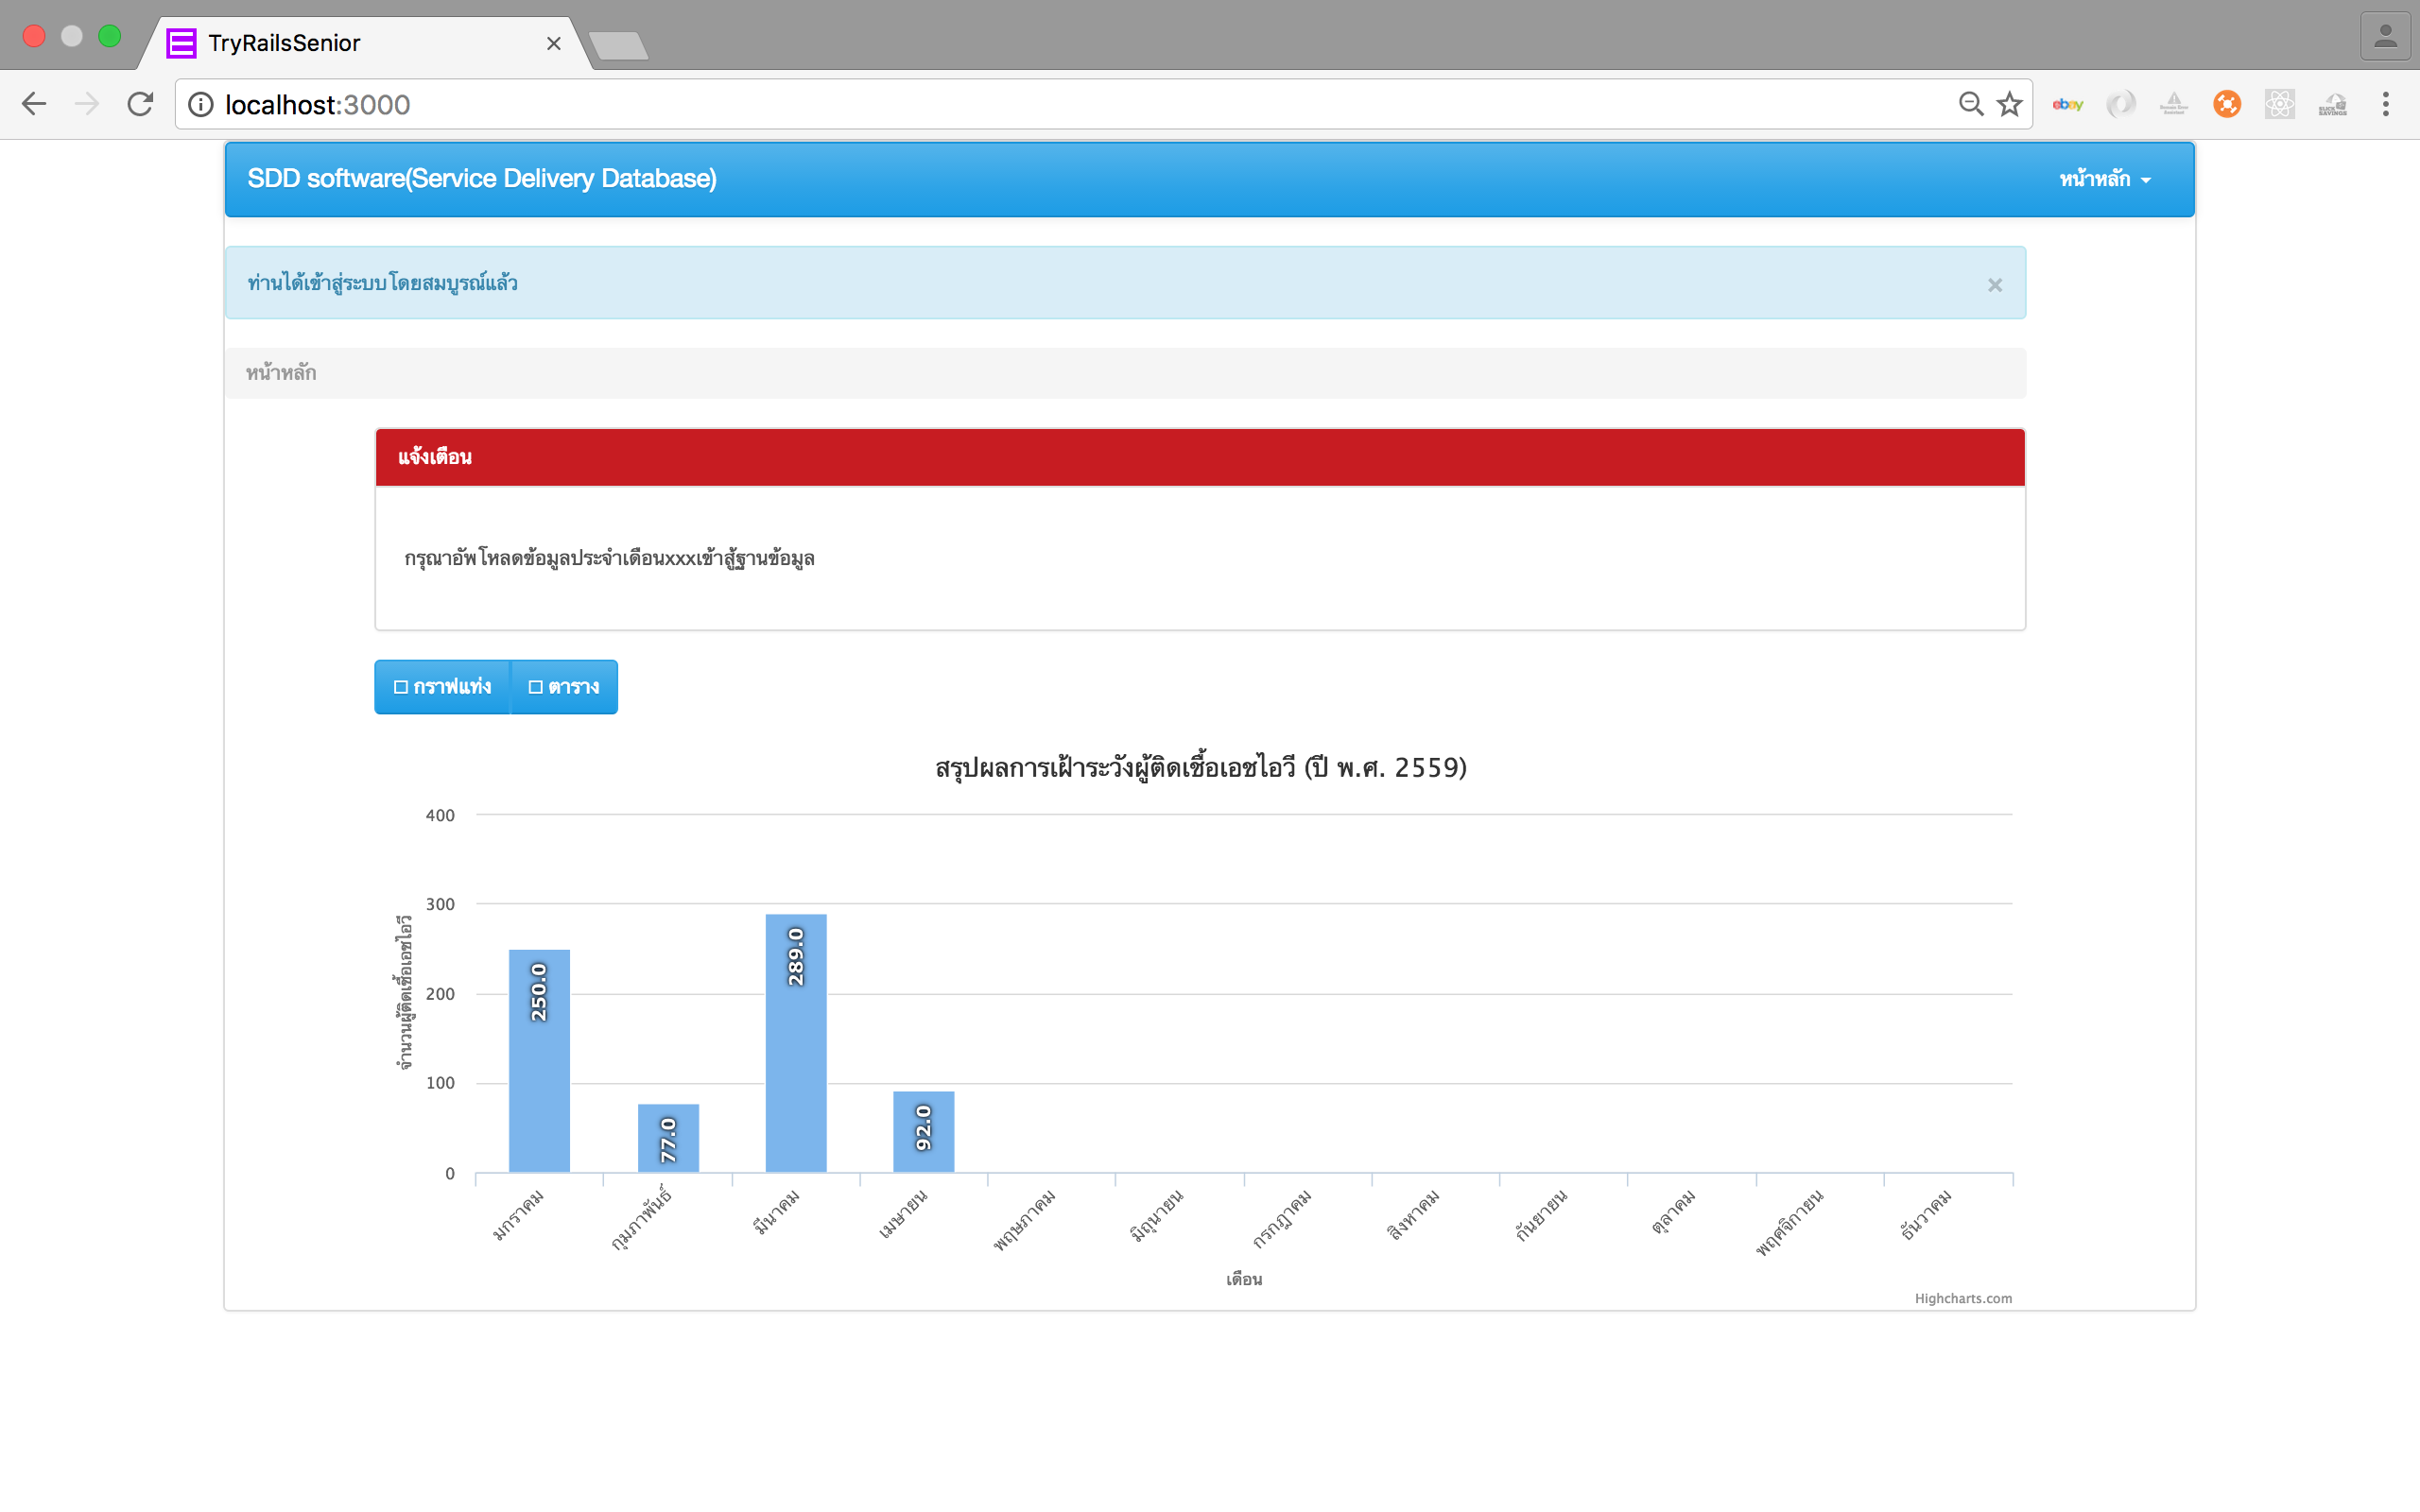 TryRailsSenior
localhost:3000
ebay
SDD software(Service Delivery Database)
หน้าหลัก
ท่านได้เข้าสู่ระบบโดยสมบูรณ์แล้ว
×
หน้าหลัก
แจ้งเตือน
กรุณาอัพโหลดข้อมูลประจำเดือนxxxเข้าสู้ฐานข้อมูล
กราฟแท่ง
ตาราง
สรุปผลการเฝ้าระวังผู้ติดเชื้อเอชไอวี (ปี พ.ศ. 2559)
จำนวนผู้ติดเชื้อเอชไอวี
400
300
200
100
0
250.0
77.0
289.0
92.0
มกราคม
กุมภาพันธ์
มีนาคม
เมษายน
พฤษภาคม
มิถุนายน
กรกฎาคม
สิงหาคม
กันยายน
ตุลาคม
พฤศจิกายน
ธันวาคม
เดือน
Highcharts.com